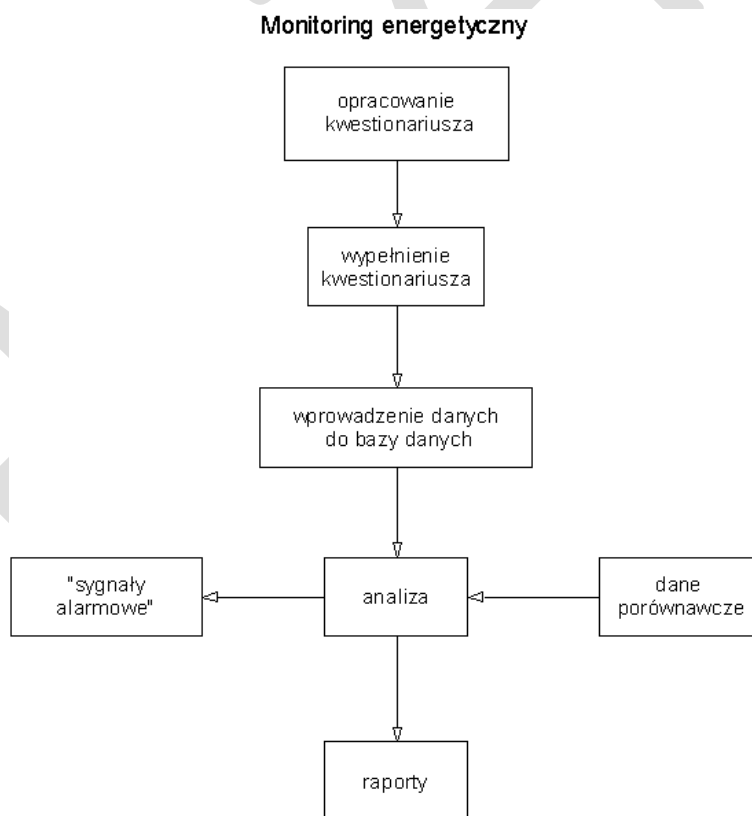 Monitoring energetyczny
opracowanie
kwestionariusza
wypełnienie
kwestionariusza
wprowadzenie danych
do bazy danych
"sygnały
alarmowe"
analiza
dane
porównawcze
raporty